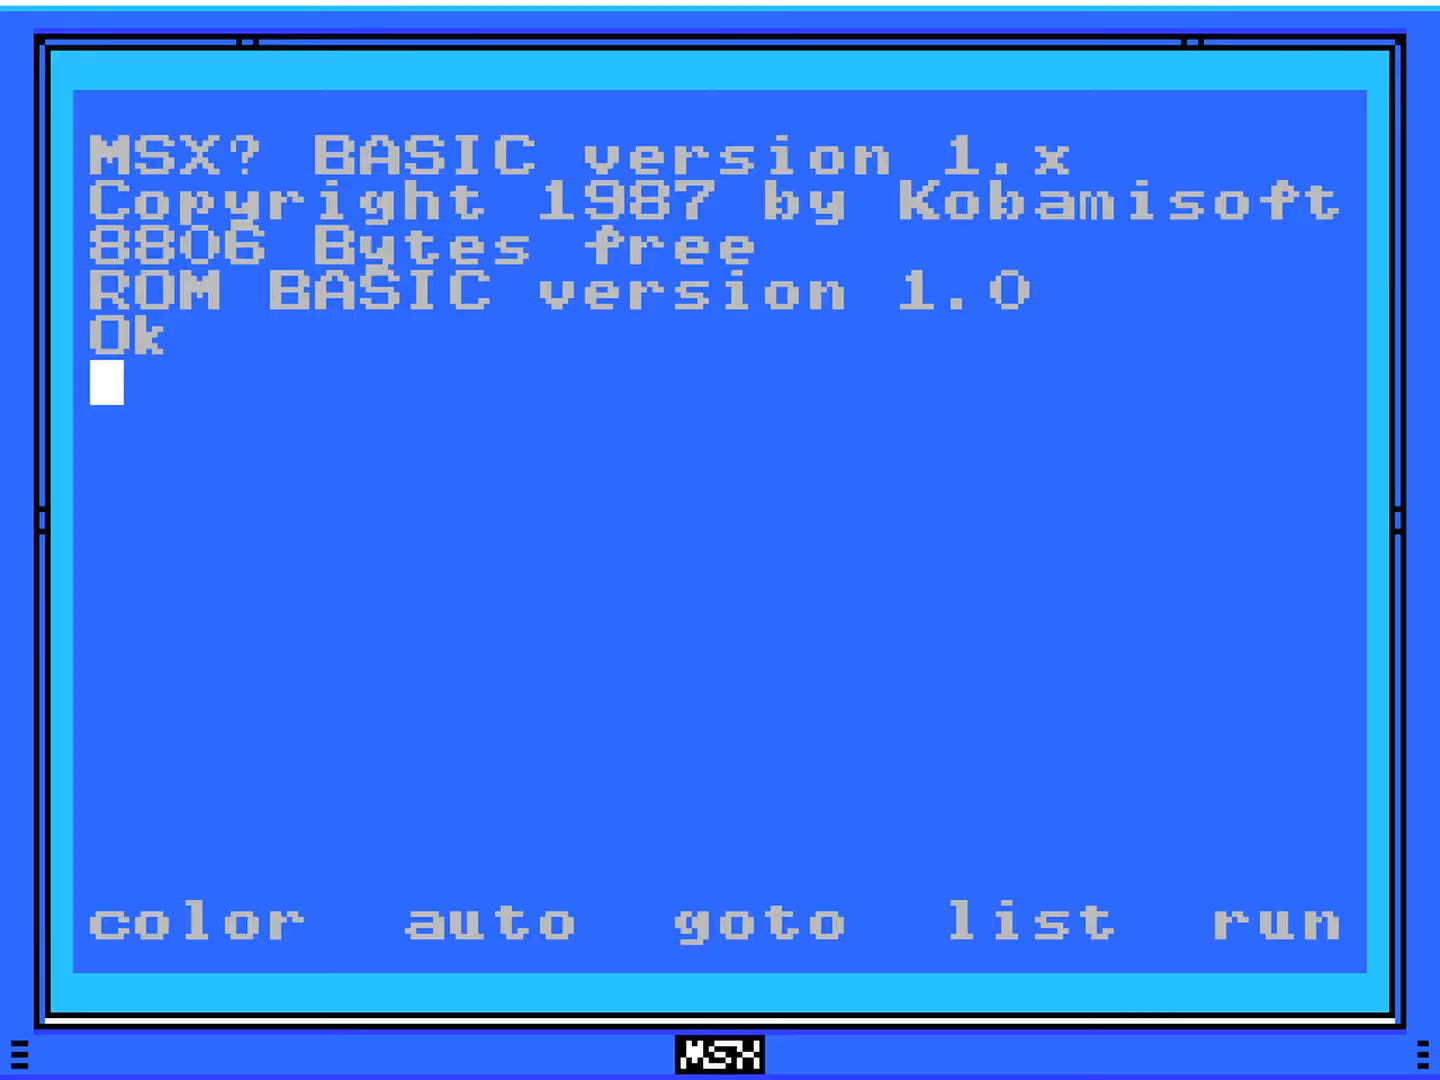 MSX? BASIC version 1.x
Copyright 1987 by Kobamisoft
8806 Bytes free
ROM BASIC version 1.0
Ok
color auto goto list run
MSX